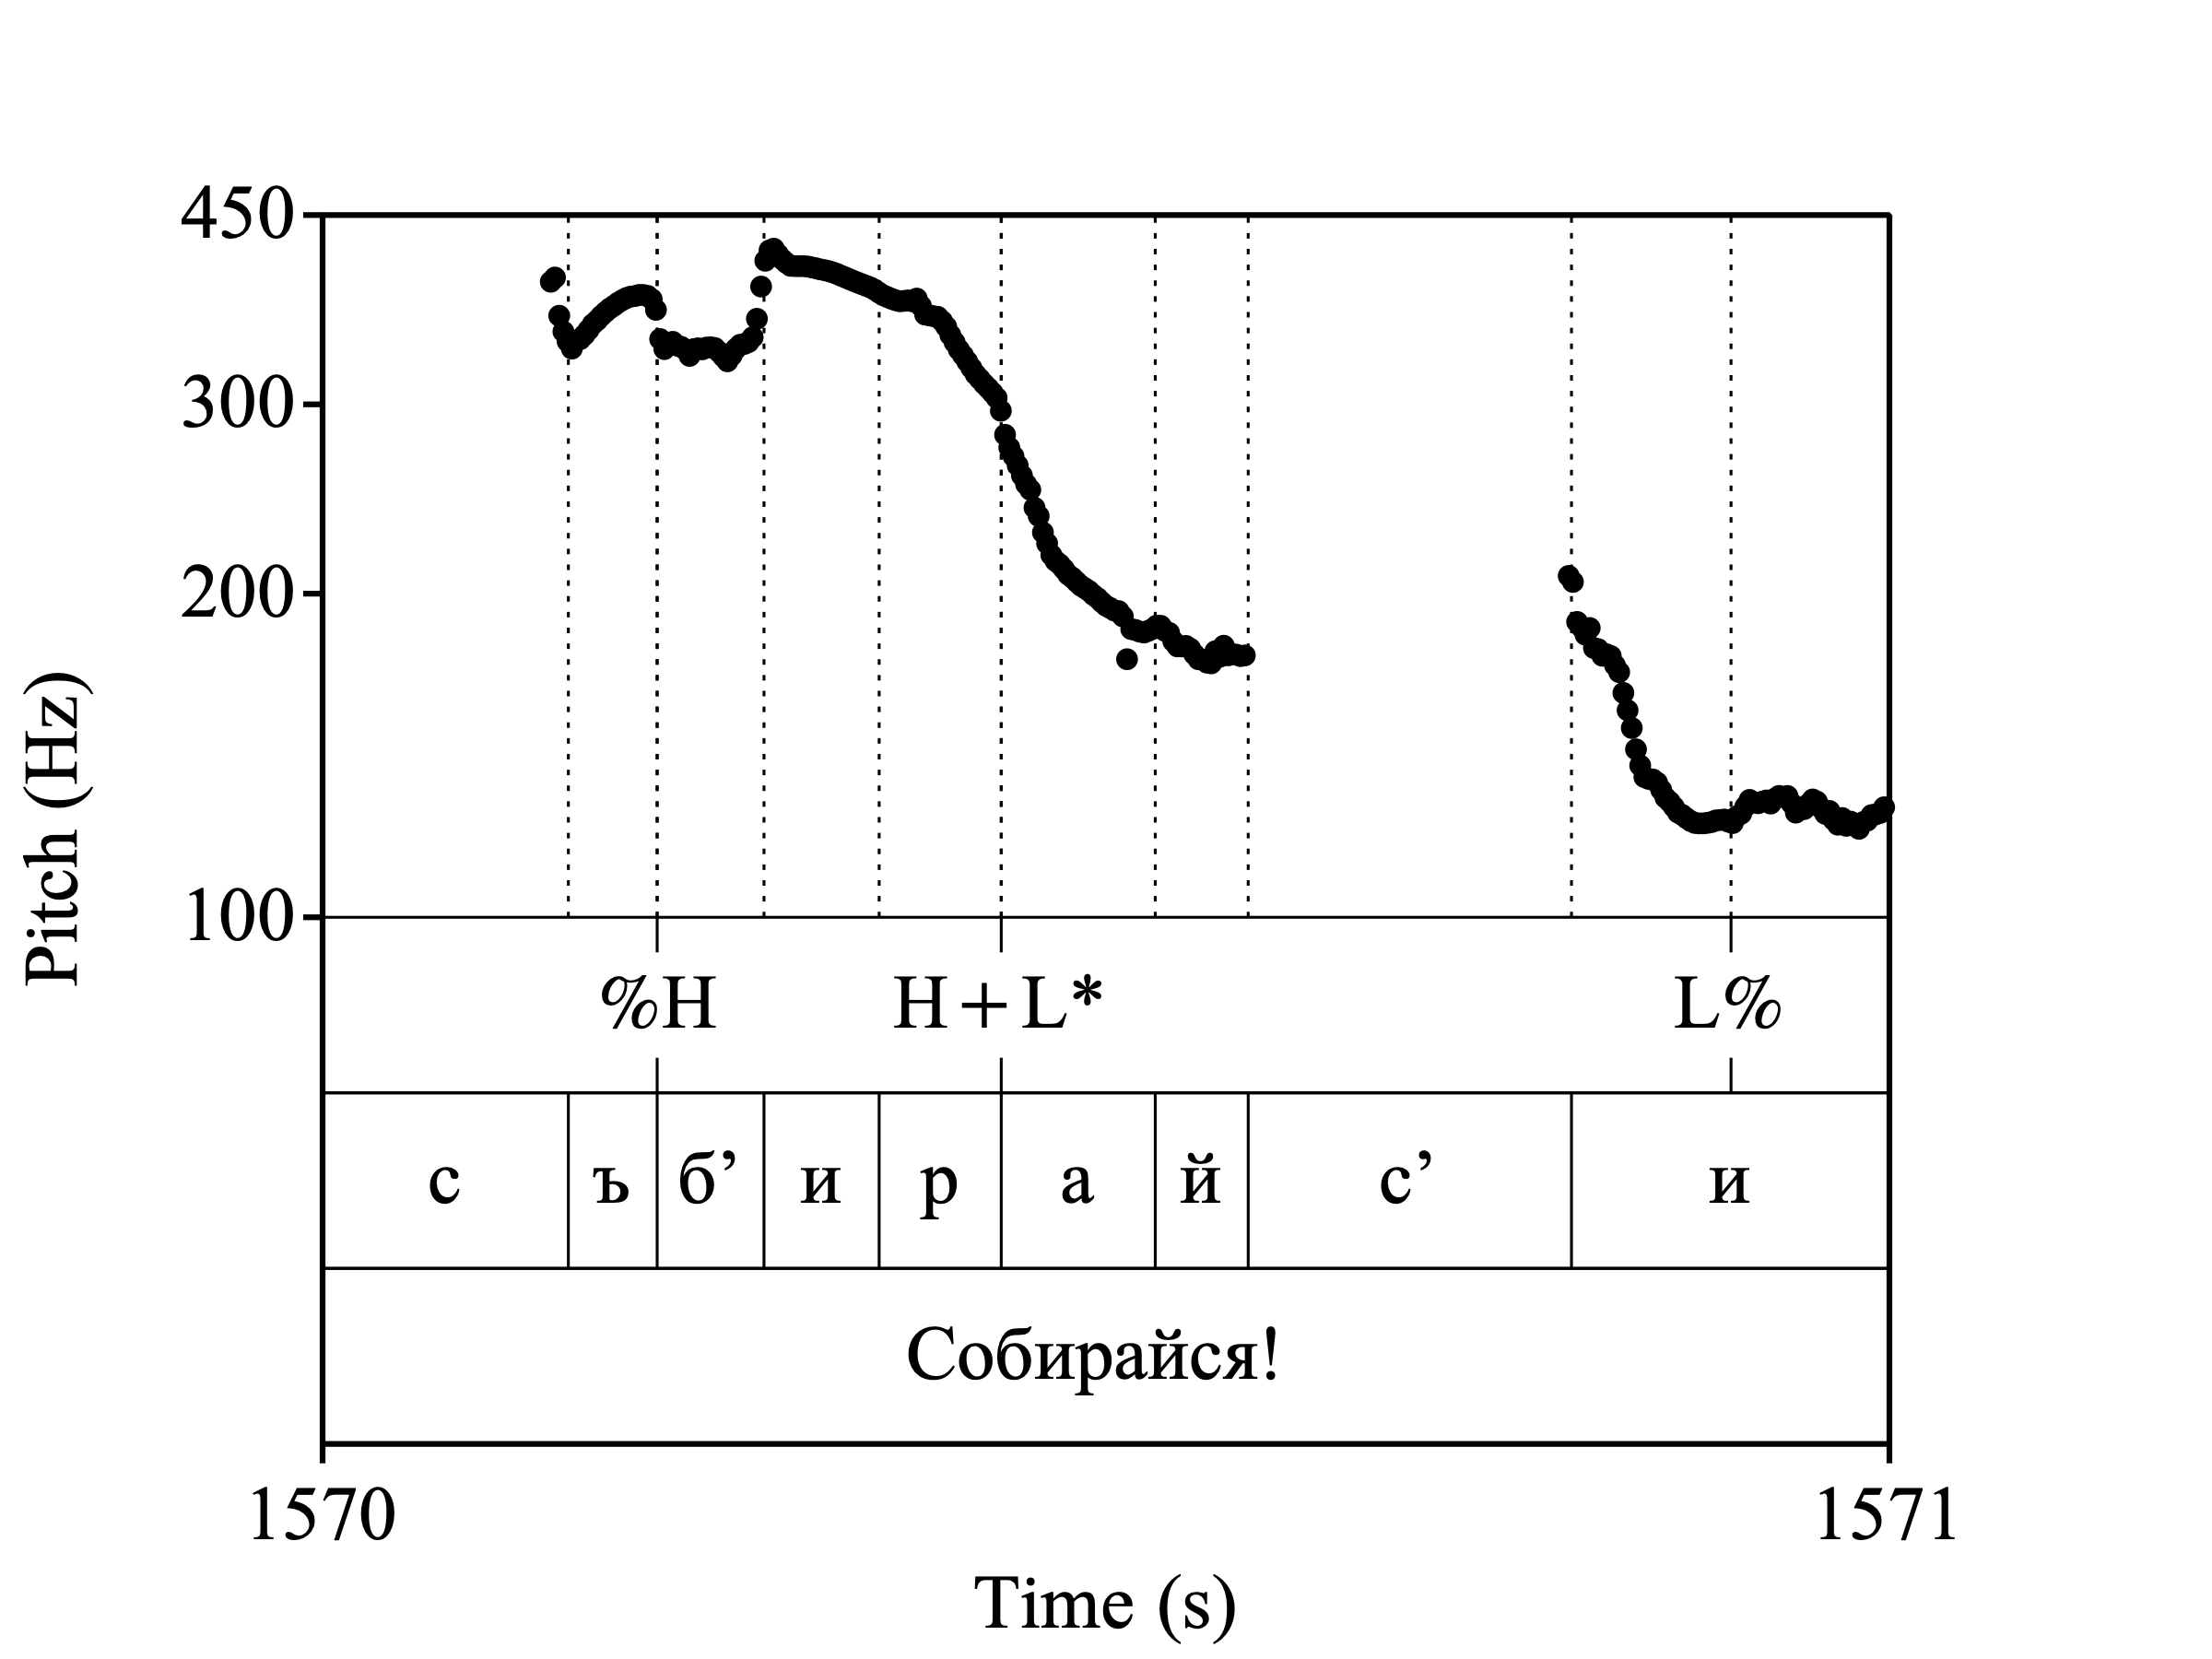 450
300
200
100
Pitch (Hz)
%H H+L* L%
с ъ б’ и р а й с’ и
Собирайся!
1570 1571
Time (s)